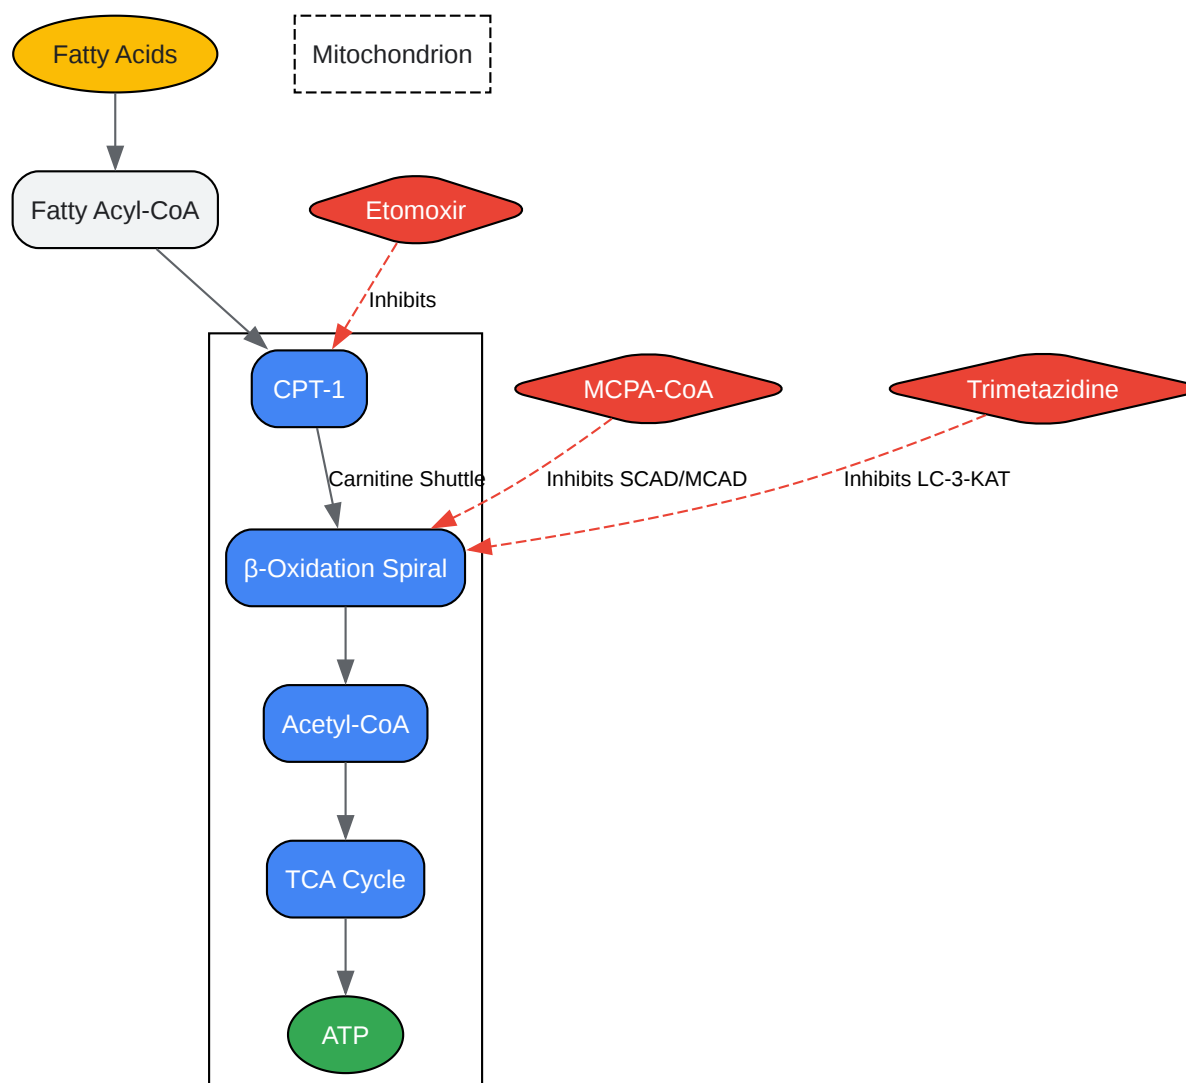 Fatty Acids
Mitochondrion
Fatty Acyl-CoA
Etomoxir
Inhibits
CPT-1
MCPA-CoA
Trimetazidine
Carnitine Shuttle
Inhibits SCAD/MCAD
Inhibits LC-3-KAT
β-Oxidation Spiral
Acetyl-CoA
TCA Cycle
ATP